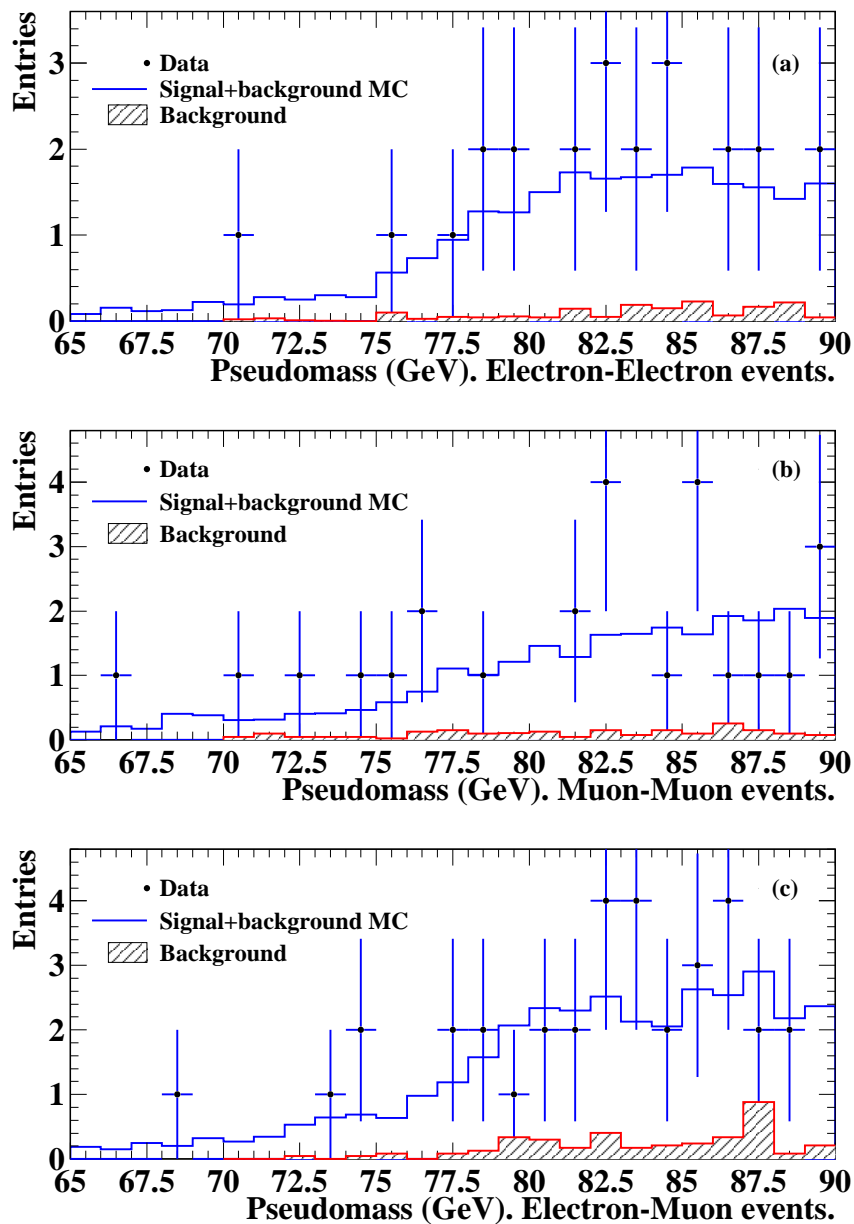 Entries
3
2
1
0
(a)
Data
Signal+background MC
Background
65 67.5 70 72.5 75 77.5 80 82.5 85 87.5 90
Pseudomass (GeV). Electron-Electron events.
Entries
4
3
2
1
0
(b)
Data
Signal+background MC
Background
65 67.5 70 72.5 75 77.5 80 82.5 85 87.5 90
Pseudomass (GeV). Muon-Muon events.
Entries
4
3
2
1
0
(c)
Data
Signal+background MC
Background
65 67.5 70 72.5 75 77.5 80 82.5 85 87.5 90
Pseudomass (GeV). Electron-Muon events.